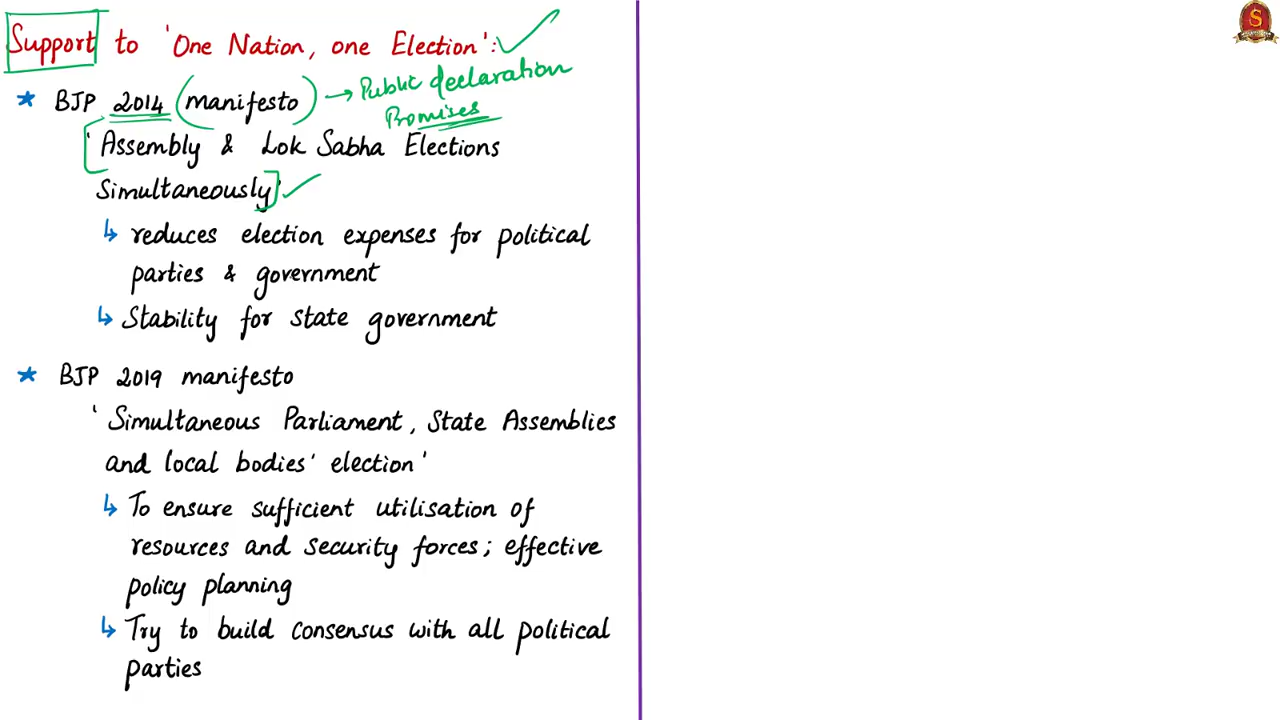 Support to 'One Nation, one Election':
* BJP 2014 (manifesto) → Public declaration
Promises
'Assembly & Lok Sabha Elections
Simultaneously'
↳ reduces election expenses for political
parties & government
↳ Stability for state government
* BJP 2019 manifesto
'Simultaneous Parliament, State Assemblies
and local bodies' election'
↳ To ensure sufficient utilisation of
resources and security forces; effective
policy planning
↳ Try to build consensus with all political
parties
S